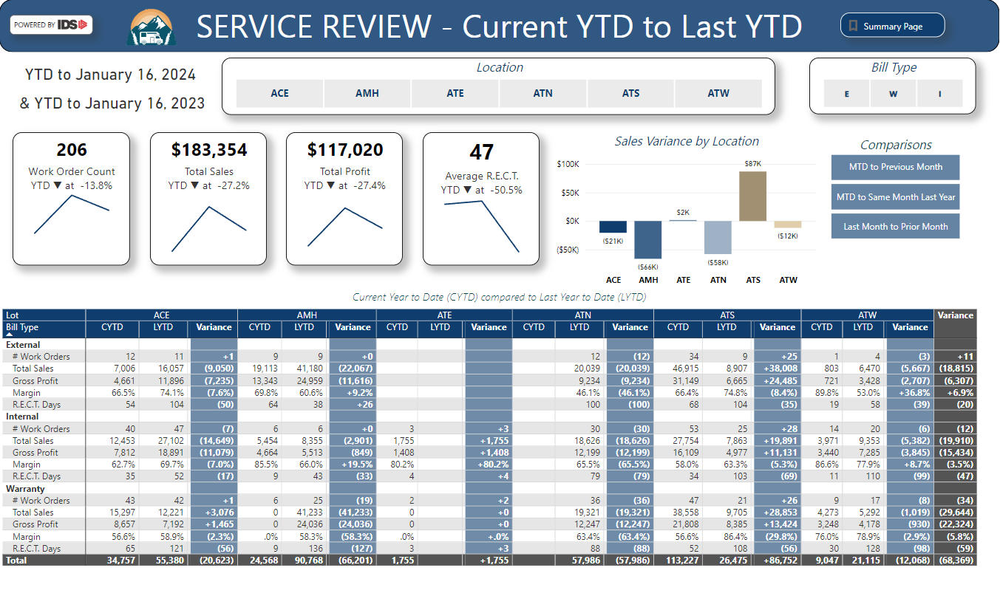 POWERED BY IDS
SERVICE REVIEW - Current YTD to Last YTD
Summary Page
YTD to January 16, 2024
& YTD to January 16, 2023
Location
ACE AMH ATE ATN ATS ATW
Bill Type
E W I
206
Work Order Count
YTD ▼ at -13.8%
$183,354
Total Sales
YTD ▼ at -27.2%
$117,020
Total Profit
YTD ▼ at -27.4%
47
Average R.E.C.T.
YTD ▼ at -50.5%
Sales Variance by Location
$100K
$50K
$0K
($50K)
($21K)
($66K)
$2K
($58K)
$87K
($12K)
ACE AMH ATE ATN ATS ATW
Comparisons
MTD to Previous Month
MTD to Same Month Last Year
Last Month to Prior Month
Current Year to Date (CYTD) compared to Last Year to Date (LYTD)
Lot ACE AMH ATE ATN ATS ATW Variance
Bill Type CYTD LYTD Variance CYTD LYTD Variance CYTD LYTD Variance CYTD LYTD Variance CYTD LYTD Variance CYTD LYTD Variance
External
# Work Orders 12 11 +1 9 9 +0 12 (12) 34 9 +25 1 4 (3) +11
Total Sales 7,006 16,057 (9,050) 19,113 41,180 (22,067) 20,039 (20,039) 46,915 8,907 +38,008 803 6,470 (5,667) (18,815)
Gross Profit 4,661 11,896 (7,235) 13,343 24,959 (11,616) 9,234 (9,234) 31,149 6,665 +24,485 721 3,428 (2,707) (6,307)
Margin 66.5% 74.1% (7.6%) 69.8% 60.6% +9.2% 46.1% (46.1%) 66.4% 74.8% (8.4%) 89.8% 53.0% +36.8% +6.9%
R.E.C.T. Days 54 104 (50) 64 38 +26 100 (100) 68 104 (35) 19 58 (39) (20)
Internal
# Work Orders 40 47 (7) 6 6 +0 3 +3 30 (30) 53 25 +28 14 20 (6) (12)
Total Sales 12,453 27,102 (14,649) 5,454 8,355 (2,901) 1,755 +1,755 18,626 (18,626) 27,754 7,863 +19,891 3,971 9,353 (5,382) (19,910)
Gross Profit 7,812 18,891 (11,079) 4,664 5,513 (849) 1,408 +1,408 12,199 (12,199) 16,109 4,977 +11,131 3,440 7,285 (3,845) (15,434)
Margin 62.7% 69.7% (7.0%) 85.5% 66.0% +19.5% 80.2% +80.2% 65.5% (65.5%) 58.0% 63.3% (5.3%) 86.6% 77.9% +8.7% (3.5%)
R.E.C.T. Days 35 52 (17) 9 43 (33) 4 +4 79 (79) 34 103 (69) 11 110 (99) (47)
Warranty
# Work Orders 43 42 +1 6 25 (19) 2 +2 36 (36) 47 21 +26 9 17 (8) (34)
Total Sales 15,297 12,221 +3,076 0 41,233 (41,233) 0 +0 19,321 (19,321) 38,558 9,705 +28,853 4,273 5,292 (1,019) (29,644)
Gross Profit 8,657 7,192 +1,465 0 24,036 (24,036) 0 +0 12,247 (12,247) 21,808 8,385 +13,424 3,248 4,178 (930) (22,324)
Margin 56.6% 58.9% (2.3%) .0% 58.3% (58.3%) .0% +.0% 63.4% (63.4%) 56.6% 86.4% (29.8%) 76.0% 78.9% (2.9%) (5.8%)
R.E.C.T. Days 65 121 (56) 9 136 (127) 3 +3 88 (88) 52 108 (56) 30 128 (98) (59)
Total 34,757 55,380 (20,623) 24,568 90,768 (66,201) 1,755 +1,755 57,986 (57,986) 113,227 26,475 +86,752 9,047 21,115 (12,068) (68,369)